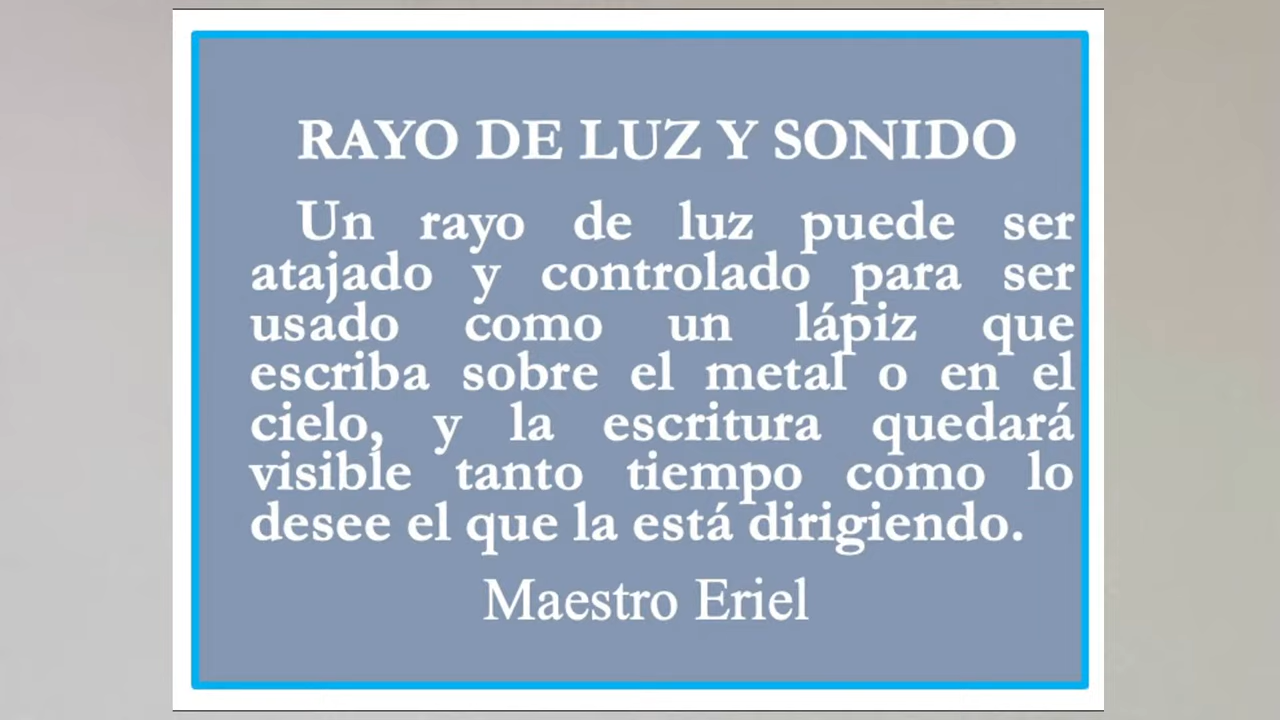 RAYO DE LUZ Y SONIDO
Un rayo de luz puede ser
atajado y controlado para ser
usado como un lápiz que
escriba sobre el metal o en el
cielo, y la escritura quedará
visible tanto tiempo como lo
desee el que la está dirigiendo.
Maestro Eriel